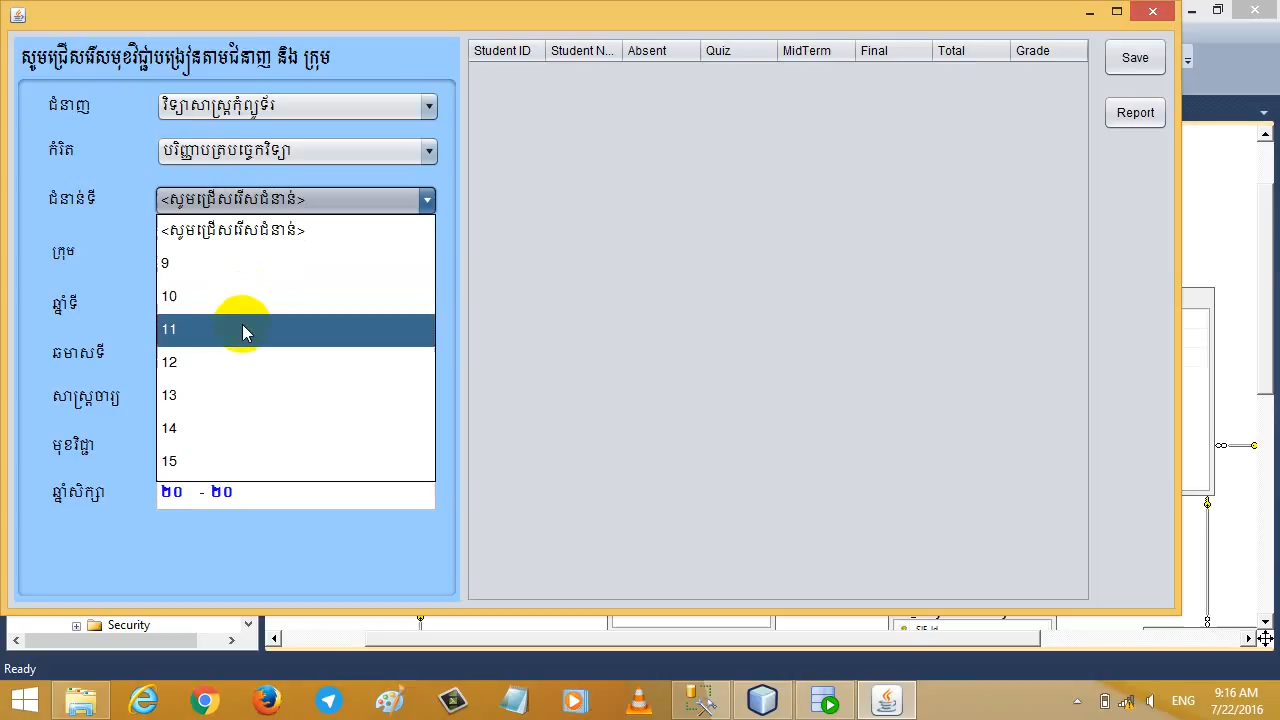 សូមជ្រើសរើសមុខវិជ្ជាបង្រៀនតាមជំនាញ និង ក្រុម
ជំនាញ
វិទ្យាសាស្ត្រកុំព្យូទ័រ
កំរិត
បរិញ្ញាបត្របច្ចេកវិទ្យា
ជំនាន់ទី
<សូមជ្រើសរើសជំនាន់>
<សូមជ្រើសរើសជំនាន់>
9
10
11
12
13
14
15
ក្រុម
ឆ្នាំទី
ឆមាសទី
សាស្ត្រចារ្យ
មុខវិជ្ជា
ឆ្នាំសិក្សា
២០ - ២០
Student ID Student N... Absent Quiz MidTerm Final Total Grade
Save
Report
Security
Ready
ENG
9:16 AM
7/22/2016